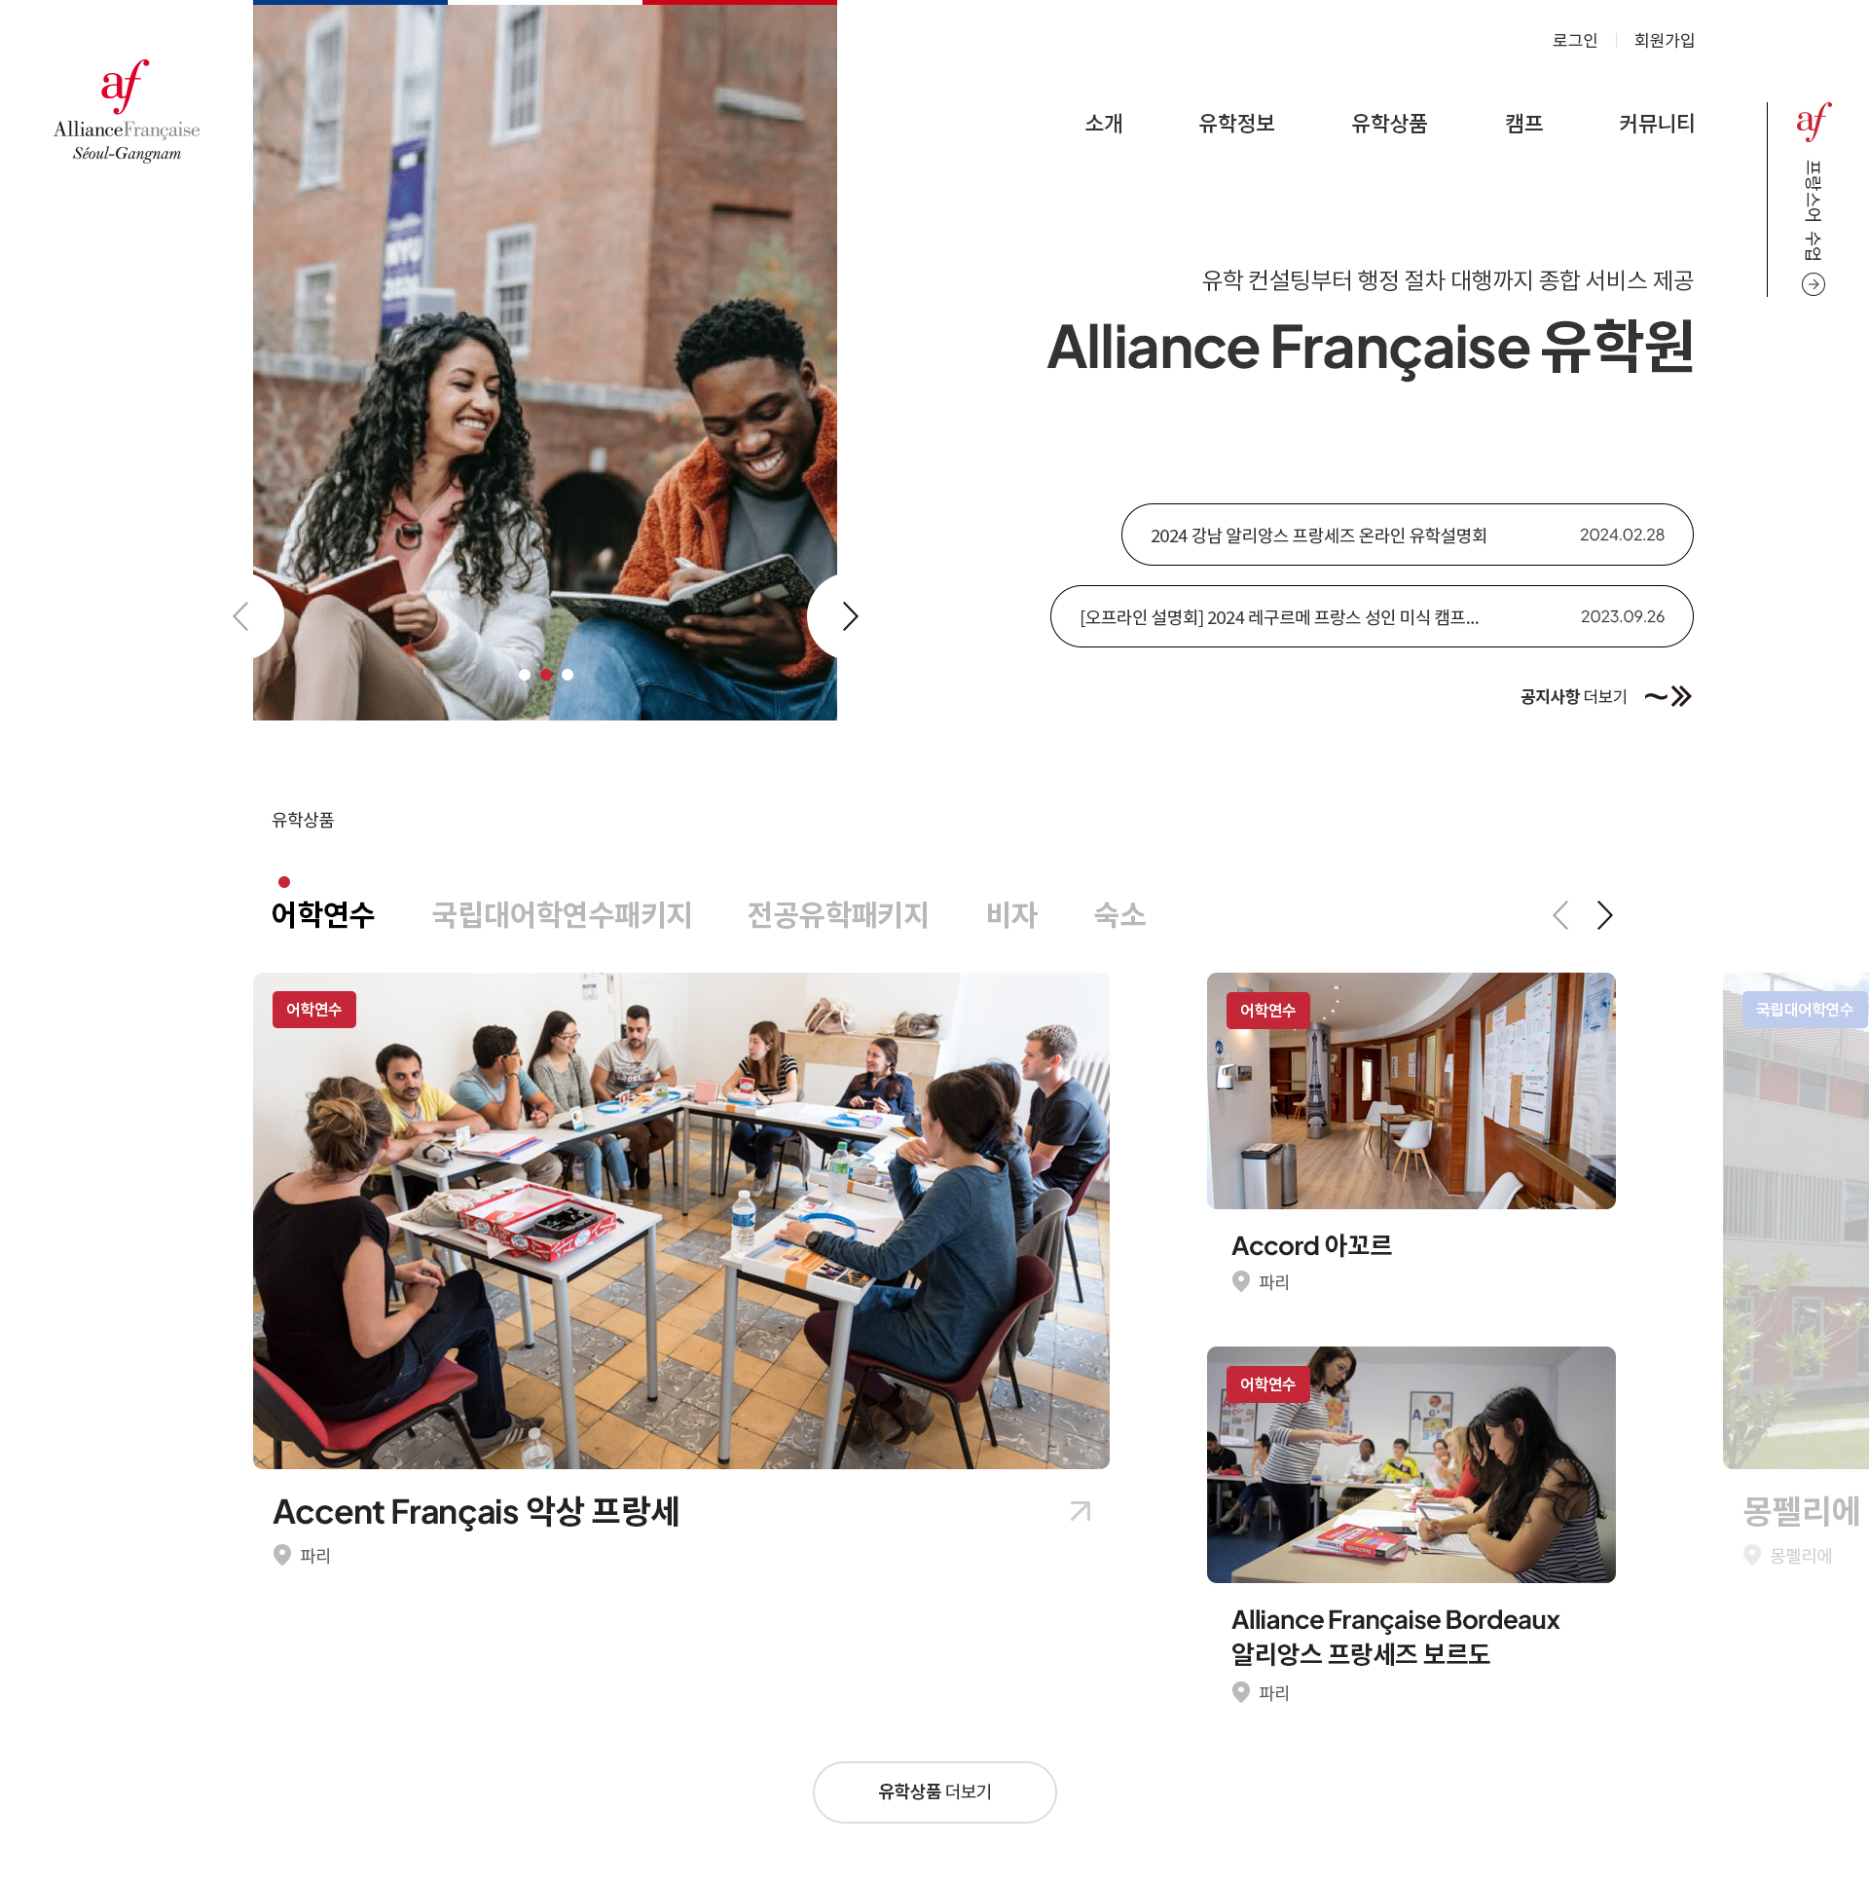 af
AllianceFrançaise
Séoul-Gangnam
로그인
회원가입
소개
유학정보
유학상품
캠프
커뮤니티
af
프랑스어 수업
NYU
유학 컨설팅부터 행정 절차 대행까지 종합 서비스 제공
Alliance Française 유학원
2024 강남 알리앙스 프랑세즈 온라인 유학설명회 2024.02.28
[오프라인 설명회] 2024 레구르메 프랑스 성인 미식 캠프... 2023.09.26
공지사항 더보기
유학상품
어학연수
국립대어학연수패키지
전공유학패키지
비자
숙소
어학연수
Accent Français 악상 프랑세
파리
어학연수
Accord 아꼬르
파리
어학연수
Alliance Française Bordeaux
알리앙스 프랑세즈 보르도
파리
국립대어학연수
몽펠리에
몽펠리에
유학상품 더보기